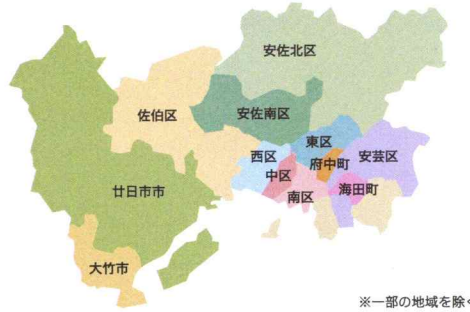 安佐北区
佐伯区
安佐南区
東区
西区
府中町
安芸区
中区
海田町
南区
廿日市市
大竹市
※一部の地域を除く